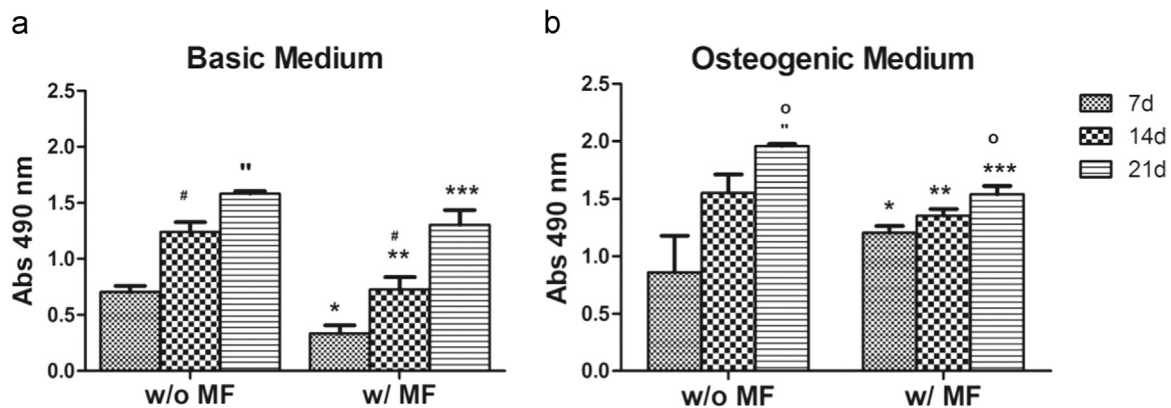 a
Basic Medium
Abs 490 nm
2.5
2.0
1.5
1.0
0.5
0.0
#
"
*
#
**
***
w/o MF
w/ MF
b
Osteogenic Medium
Abs 490 nm
2.5
2.0
1.5
1.0
0.5
0.0
o
"
*
**
o
***
w/o MF
w/ MF
7d
14d
21d